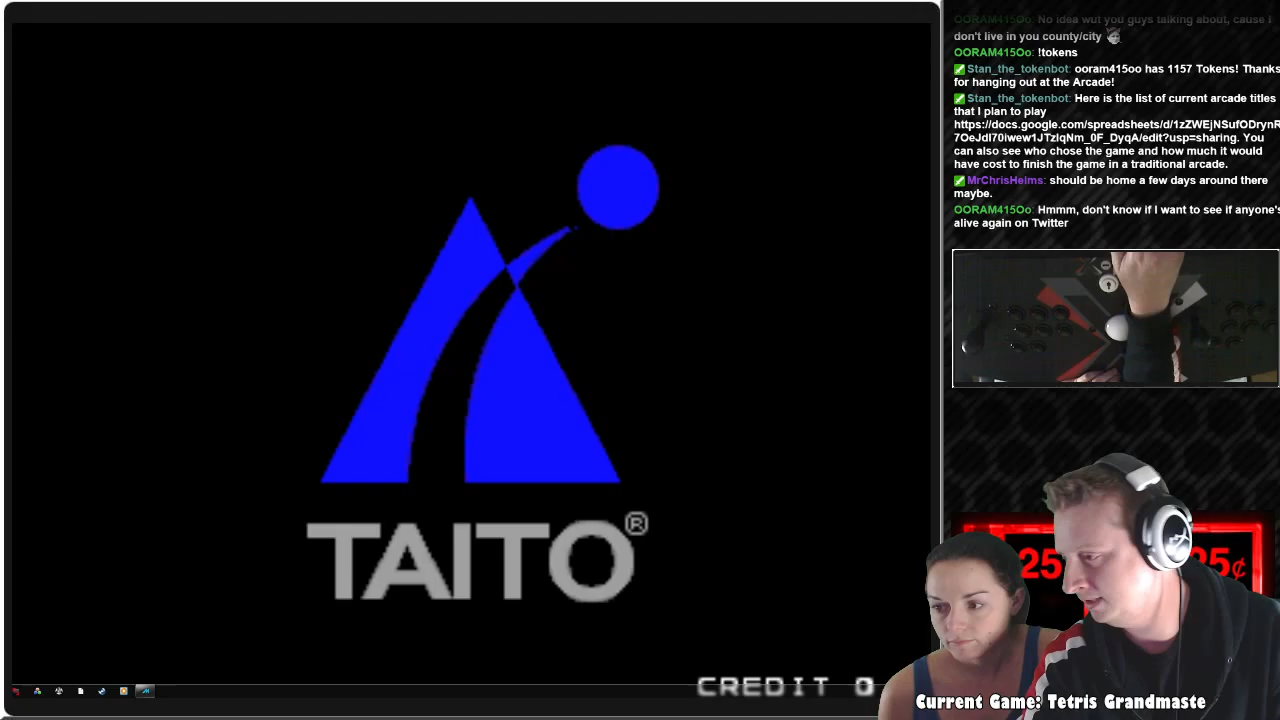 TAITO®
CREDIT 0
OORAM415Oo: No idea wut you guys talking about, cause I
don't live in you county/city
OORAM415Oo: !tokens
Stan_the_tokenbot: ooram415oo has 1157 Tokens! Thanks
for hanging out at the Arcade!
Stan_the_tokenbot: Here is the list of current arcade titles
that I plan to play
have cost to finish the game in a traditional arcade.
can also see who chose the game and how much it would
MrChrisHelms: should be home a few days around there
maybe.
OORAM415Oo: Hmmm, don't know if I want to see if anyone's
alive again on Twitter
25
25¢
Current Game: Tetris Grandmaste